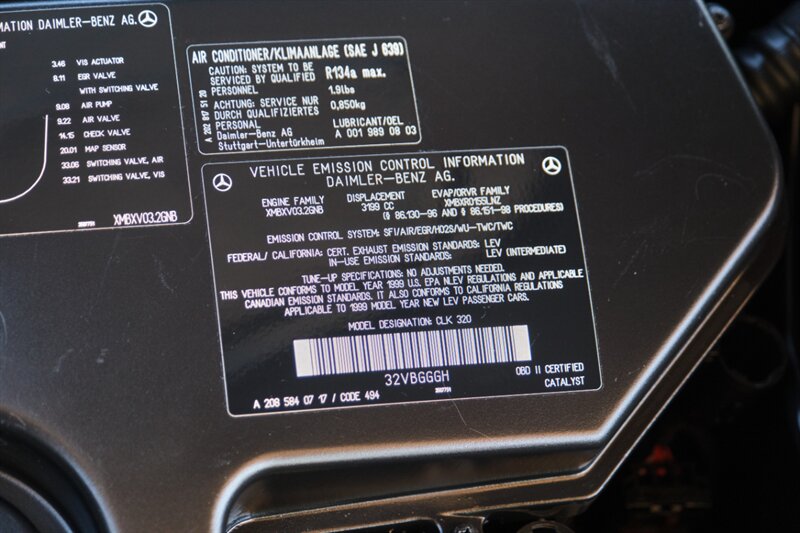 MATION DAIMLER-BENZ AG.
3.46 VIS ACTUATOR
8.11 EGR VALVE
WITH SWITCHING VALVE
9.08 AIR PUMP
9.22 AIR VALVE
14.15 CHECK VALVE
20.01 MAP SENSOR
33.06 SWITCHING VALVE, AIR
33.21 SWITCHING VALVE, VIS
XMBXV03.2GNB
AIR CONDITIONER/KLIMAANLAGE (SAE J 639)
CAUTION: SYSTEM TO BE
SERVICED BY QUALIFIED
PERSONNEL
ACHTUNG: SERVICE NUR
DURCH QUALIFIZIERTES
PERSONAL
Daimler-Benz AG
Stuttgart-Untertürkheim
R134a max.
1.9lbs
0,850kg
LUBRICANT/OEL
A 001 989 08 03
VEHICLE EMISSION CONTROL INFORMATION
DAIMLER-BENZ AG.
ENGINE FAMILY DISPLACEMENT EVAP/ORVR FAMILY
XMBXV03.2GNB 3199 CC XMBXR0155LNZ
(§ 86.130-96 AND § 86.151-98 PROCEDURES)
EMISSION CONTROL SYSTEM: SFI/AIR/EGR/HO2S/WU-TWC/TWC
FEDERAL/ CALIFORNIA: CERT. EXHAUST EMISSION STANDARDS: LEV
IN-USE EMISSION STANDARDS: LEV (INTERMEDIATE)
TUNE-UP SPECIFICATIONS: NO ADJUSTMENTS NEEDED.
THIS VEHICLE CONFORMS TO MODEL YEAR 1999 U.S. EPA NLEV REGULATIONS AND APPLICABLE
CANADIAN EMISSION STANDARDS. IT ALSO CONFORMS TO CALIFORNIA REGULATIONS
APPLICABLE TO 1999 MODEL YEAR NEW LEV PASSENGER CARS.
MODEL DESIGNATION: CLK 320
32VBGGGH
OBD II CERTIFIED
CATALYST
A 208 584 07 17 / CODE 494